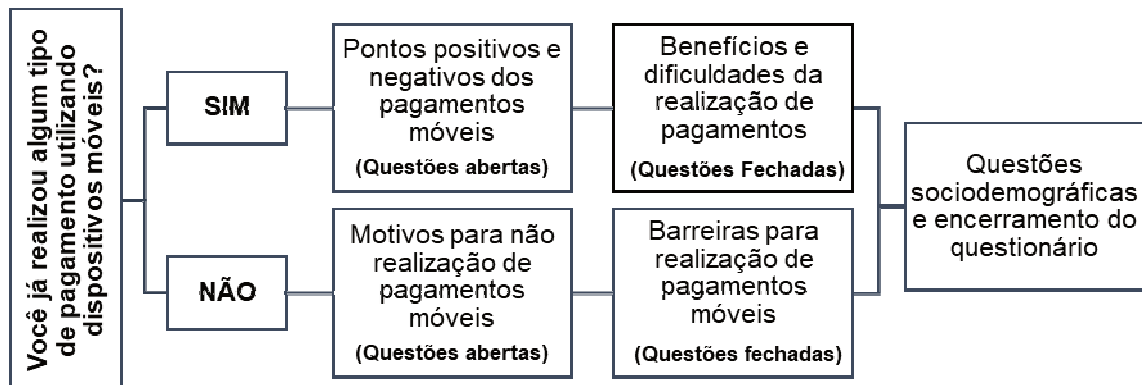 Você já realizou algum tipo
de pagamento utilizando
dispositivos móveis?
SIM
Pontos positivos e
negativos dos
pagamentos
móveis
(Questões abertas)
Benefícios e
dificuldades da
realização de
pagamentos
(Questões Fechadas)
NÃO
Motivos para não
realização de
pagamentos
móveis
(Questões abertas)
Barreiras para
realização de
pagamentos
móveis
(Questões fechadas)
Questões
sociodemográficas
e encerramento do
questionário